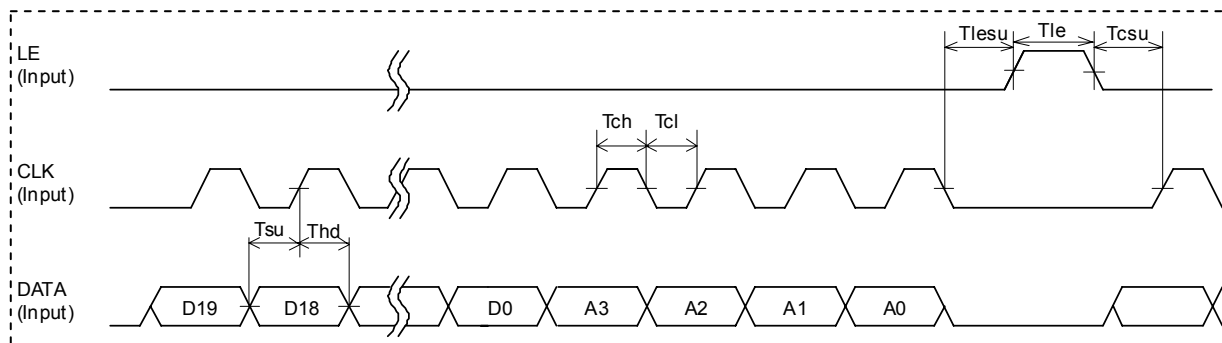 LE
(Input)
Tlesu Tle Tcsu
CLK
(Input)
Tch Tcl
Tsu Thd
DATA
(Input)
D19 D18 D0 A3 A2 A1 A0